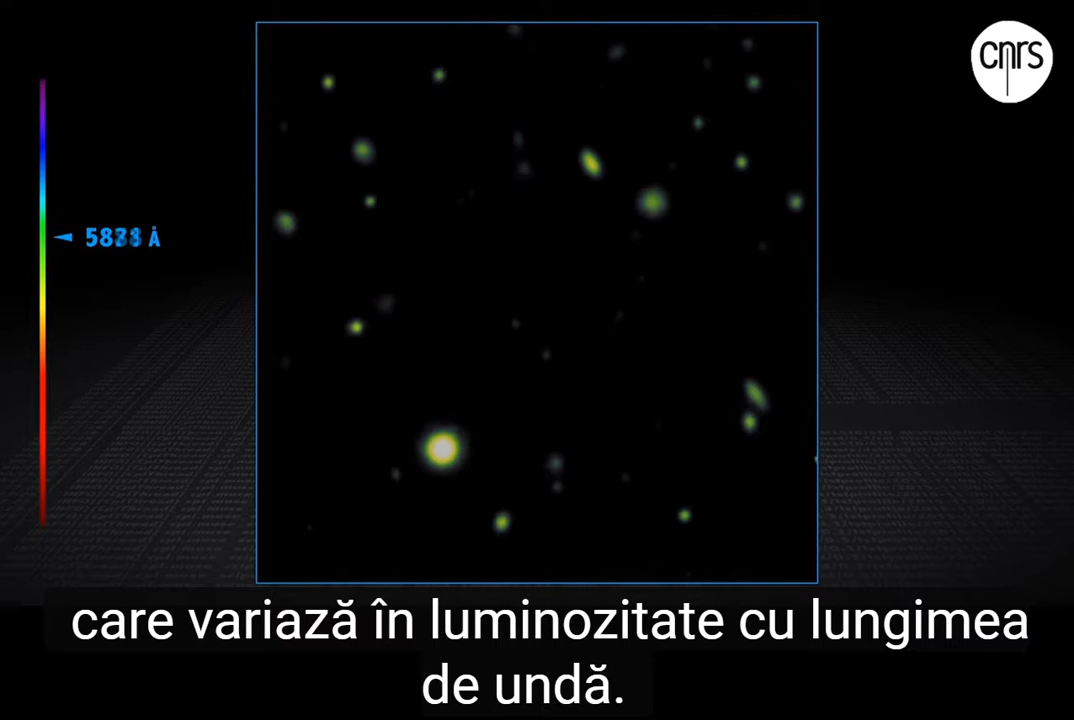 cnrs
Å
care variază în luminozitate cu lungimea
de undă.